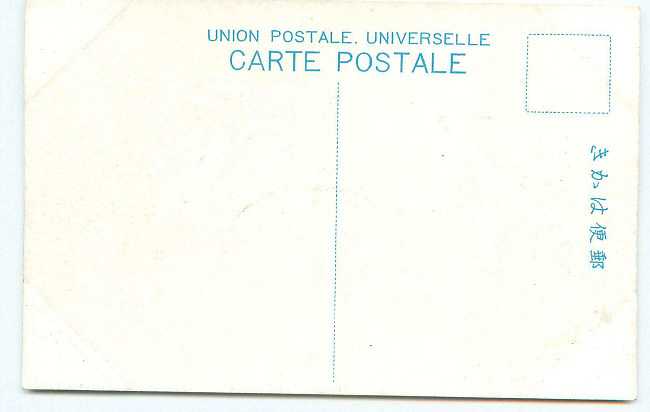 UNION POSTALE. UNIVERSELLE
CARTE POSTALE
郵便はかき